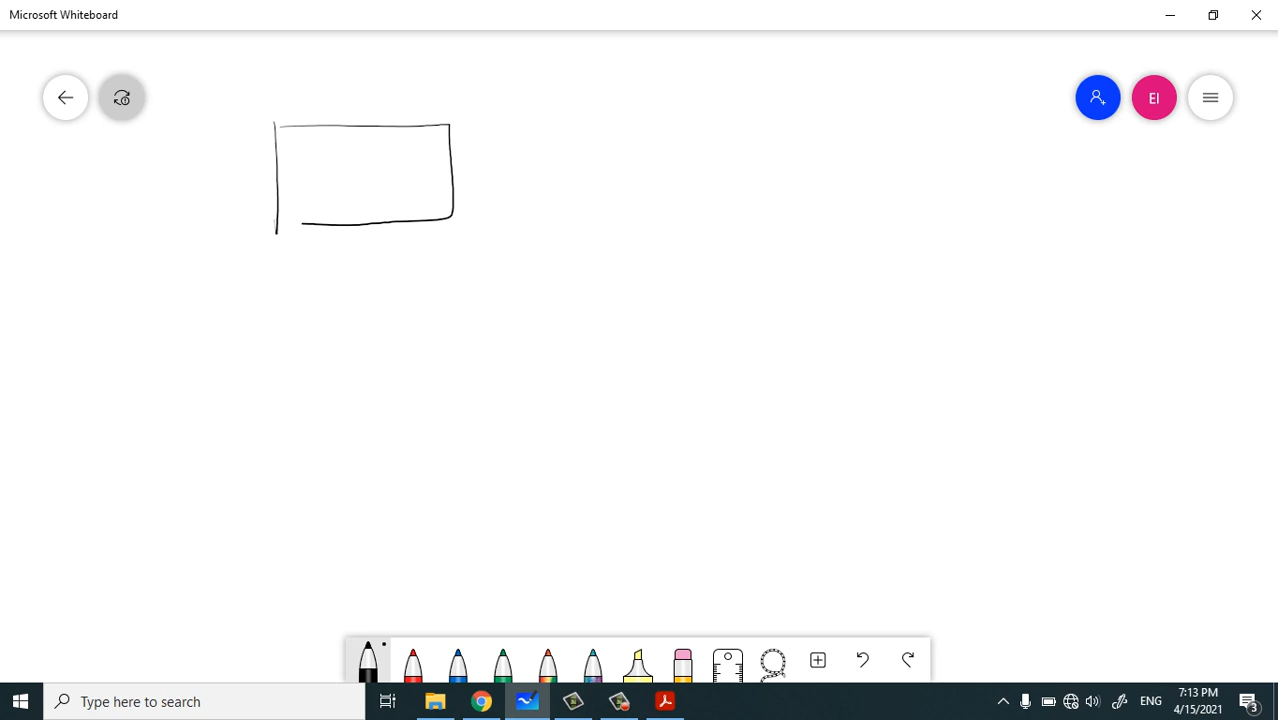 Microsoft Whiteboard
EI
Type here to search
ENG
7:13 PM
4/15/2021
3